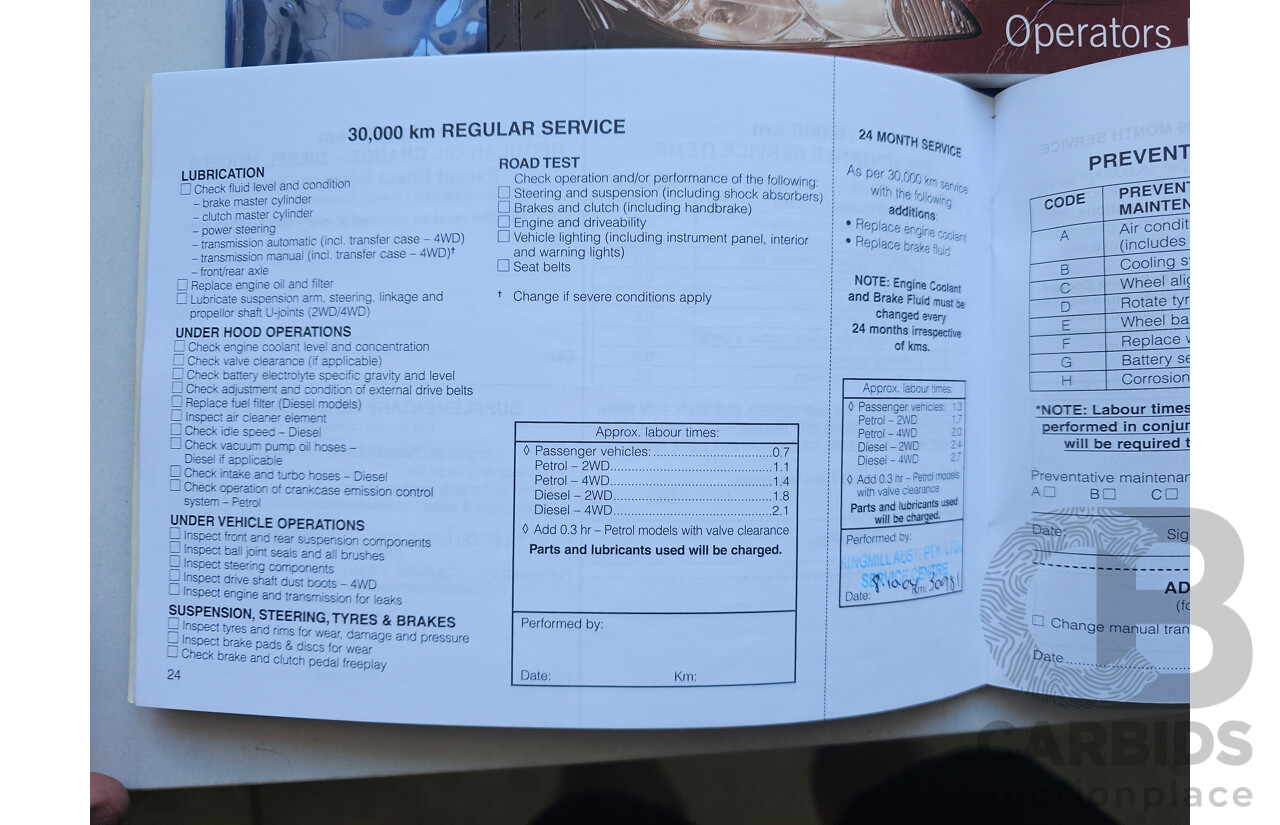 Operators
30,000 km REGULAR SERVICE
LUBRICATION
Check fluid level and condition
– brake master cylinder
– clutch master cylinder
– power steering
– transmission automatic (incl. transfer case – 4WD)
– transmission manual (incl. transfer case – 4WD)†
– front/rear axle
Replace engine oil and filter
Lubricate suspension arm, steering, linkage and
propellor shaft U-joints (2WD/4WD)
UNDER HOOD OPERATIONS
Check engine coolant level and concentration
Check valve clearance (if applicable)
Check battery electrolyte specific gravity and level
Check adjustment and condition of external drive belts
Replace fuel filter (Diesel models)
Inspect air cleaner element
Check idle speed – Diesel
Check vacuum pump oil hoses –
Diesel if applicable
Check intake and turbo hoses – Diesel
Check operation of crankcase emission control
system – Petrol
UNDER VEHICLE OPERATIONS
Inspect front and rear suspension components
Inspect ball joint seals and all brushes
Inspect steering components
Inspect drive shaft dust boots – 4WD
Inspect engine and transmission for leaks
SUSPENSION, STEERING, TYRES & BRAKES
Inspect tyres and rims for wear, damage and pressure
Inspect brake pads & discs for wear
Check brake and clutch pedal freeplay
24
ROAD TEST
Check operation and/or performance of the following:
Steering and suspension (including shock absorbers)
Brakes and clutch (including handbrake)
Engine and driveability
Vehicle lighting (including instrument panel, interior
and warning lights)
Seat belts
† Change if severe conditions apply
Approx. labour times:
◊ Passenger vehicles:..............................0.7
Petrol – 2WD........................................1.1
Petrol – 4WD........................................1.4
Diesel – 2WD........................................1.8
Diesel – 4WD........................................2.1
◊ Add 0.3 hr – Petrol models with valve clearance
Parts and lubricants used will be charged.
Performed by:
Date: Km:
24 MONTH SERVICE
As per 30,000 km service
with the following
additions:
• Replace engine coolant
• Replace brake fluid
NOTE: Engine Coolant
and Brake Fluid must be
changed every
24 months irrespective
of kms.
Approx. labour times:
◊ Passenger vehicles: 1.3
Petrol – 2WD 1.7
Petrol – 4WD 2.0
Diesel – 2WD 2.4
Diesel – 4WD 2.7
◊ Add 0.3 hr – Petrol models
with valve clearance
Parts and lubricants used
will be charged.
Performed by:
KINGMILL AUST. PTY LTD
SERVICE CENTRE
Date: Km:
PREVENT
CODE PREVENT
MAINTEN
A Air condit
(includes
B Cooling s
C Wheel alig
D Rotate tyr
E Wheel ba
F Replace w
G Battery se
H Corrosion
*NOTE: Labour times
performed in conjur
will be required t
Preventative maintenan
A B C
Date: Sig
AD
(fo
Change manual tran
Date
CARBIDS
auctionplace